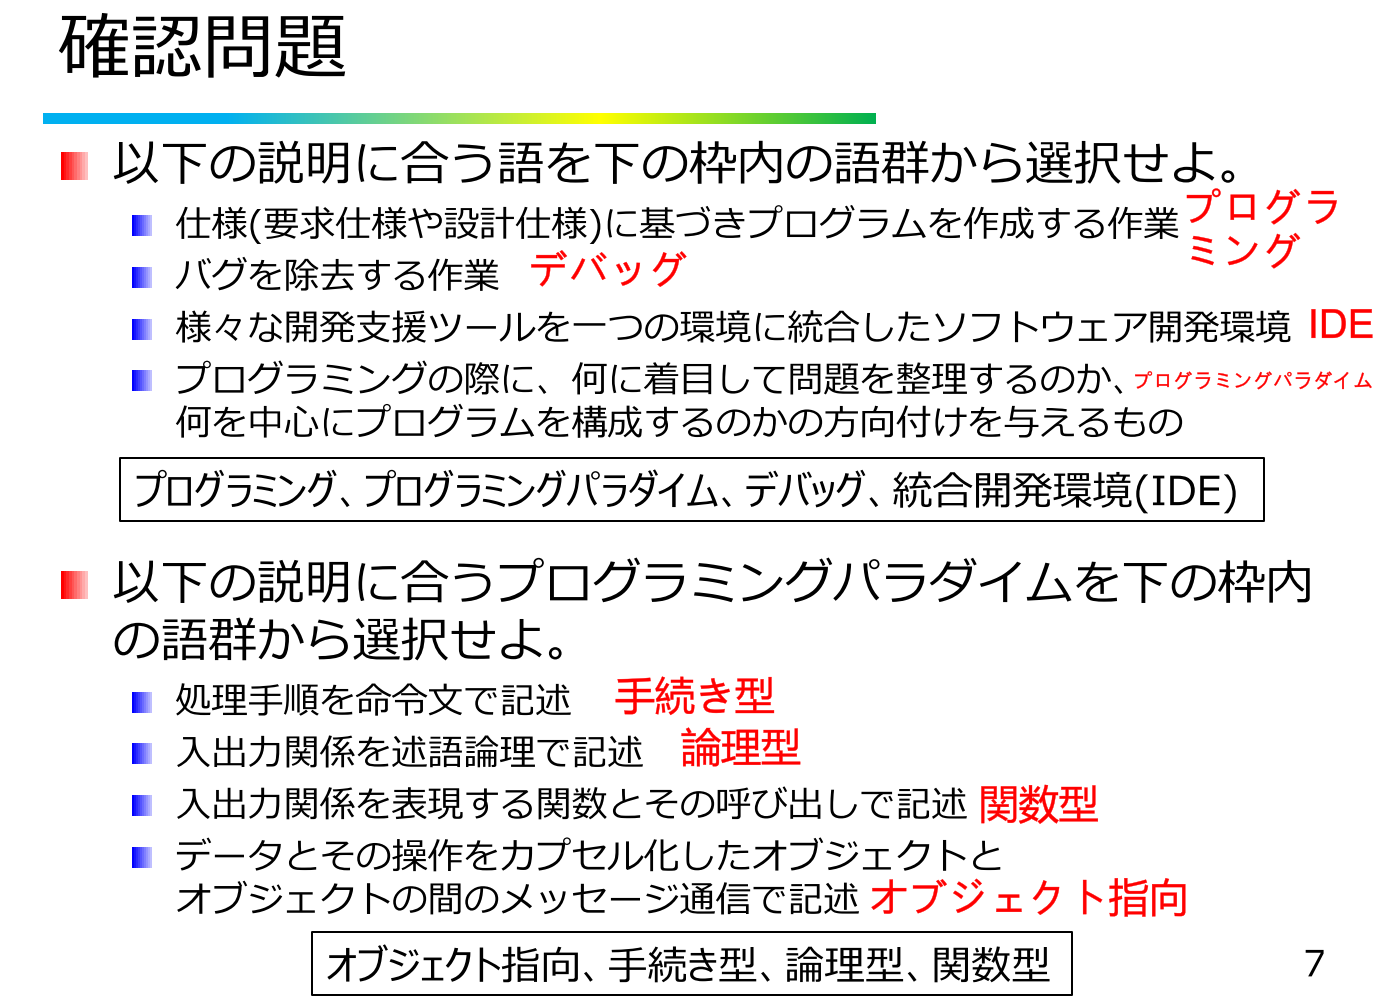 確認問題
以下の説明に合う語を下の枠内の語群から選択せよ。
仕様(要求仕様や設計仕様)に基づきプログラムを作成する作業 プログラ
ミング
バグを除去する作業 デバッグ
様々な開発支援ツールを一つの環境に統合したソフトウェア開発環境 IDE
プログラミングの際に、何に着目して問題を整理するのか、プログラミングパラダイム
何を中心にプログラムを構成するのかの方向付けを与えるもの
プログラミング、プログラミングパラダイム、デバッグ、統合開発環境(IDE)
以下の説明に合うプログラミングパラダイムを下の枠内
の語群から選択せよ。
処理手順を命令文で記述 手続き型
入出力関係を述語論理で記述 論理型
入出力関係を表現する関数とその呼び出しで記述 関数型
データとその操作をカプセル化したオブジェクトと
オブジェクトの間のメッセージ通信で記述 オブジェクト指向
オブジェクト指向、手続き型、論理型、関数型
7